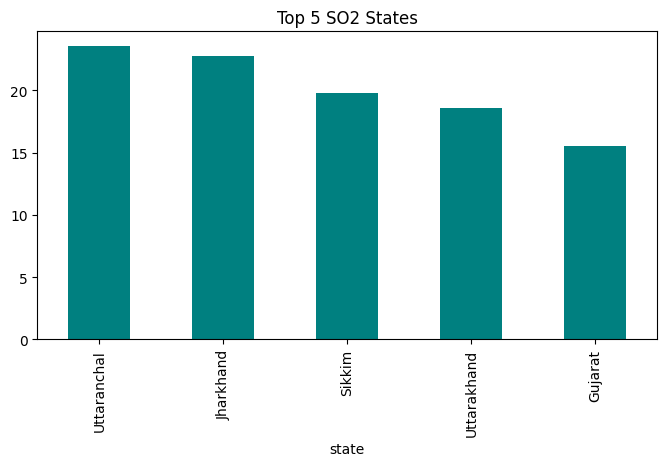 Top 5 SO2 States
20
15
10
5
0
Uttaranchal
Jharkhand
Sikkim
Uttarakhand
Gujarat
state